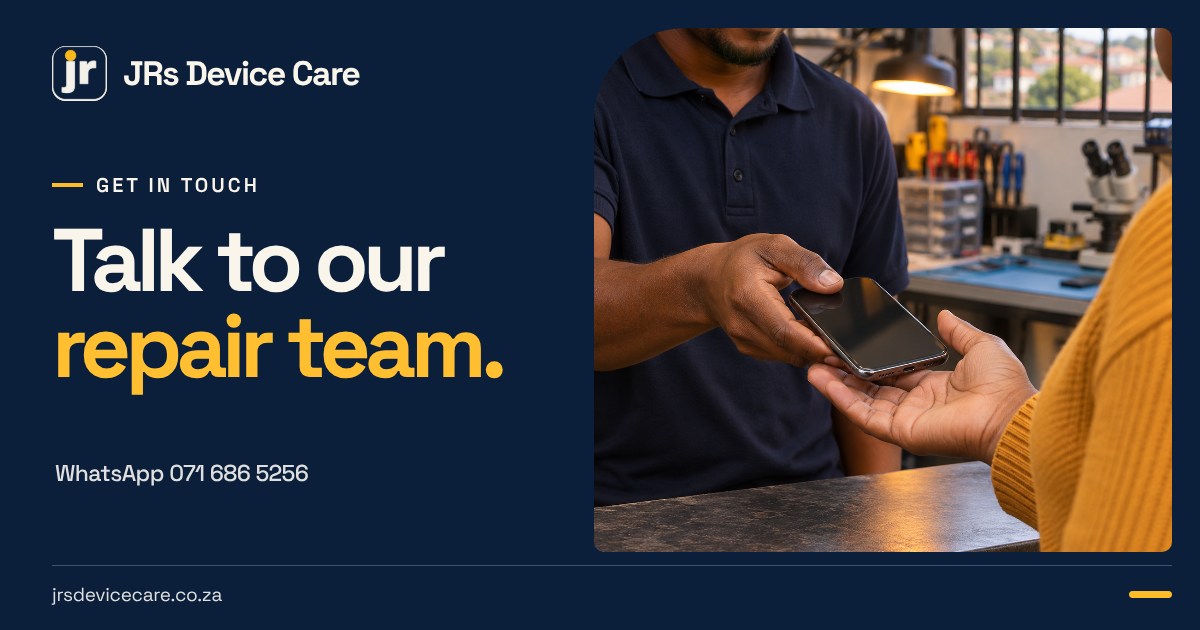 jr JRs Device Care
GET IN TOUCH
Talk to our
repair team.
WhatsApp 071 686 5256
jrsdevicecare.co.za